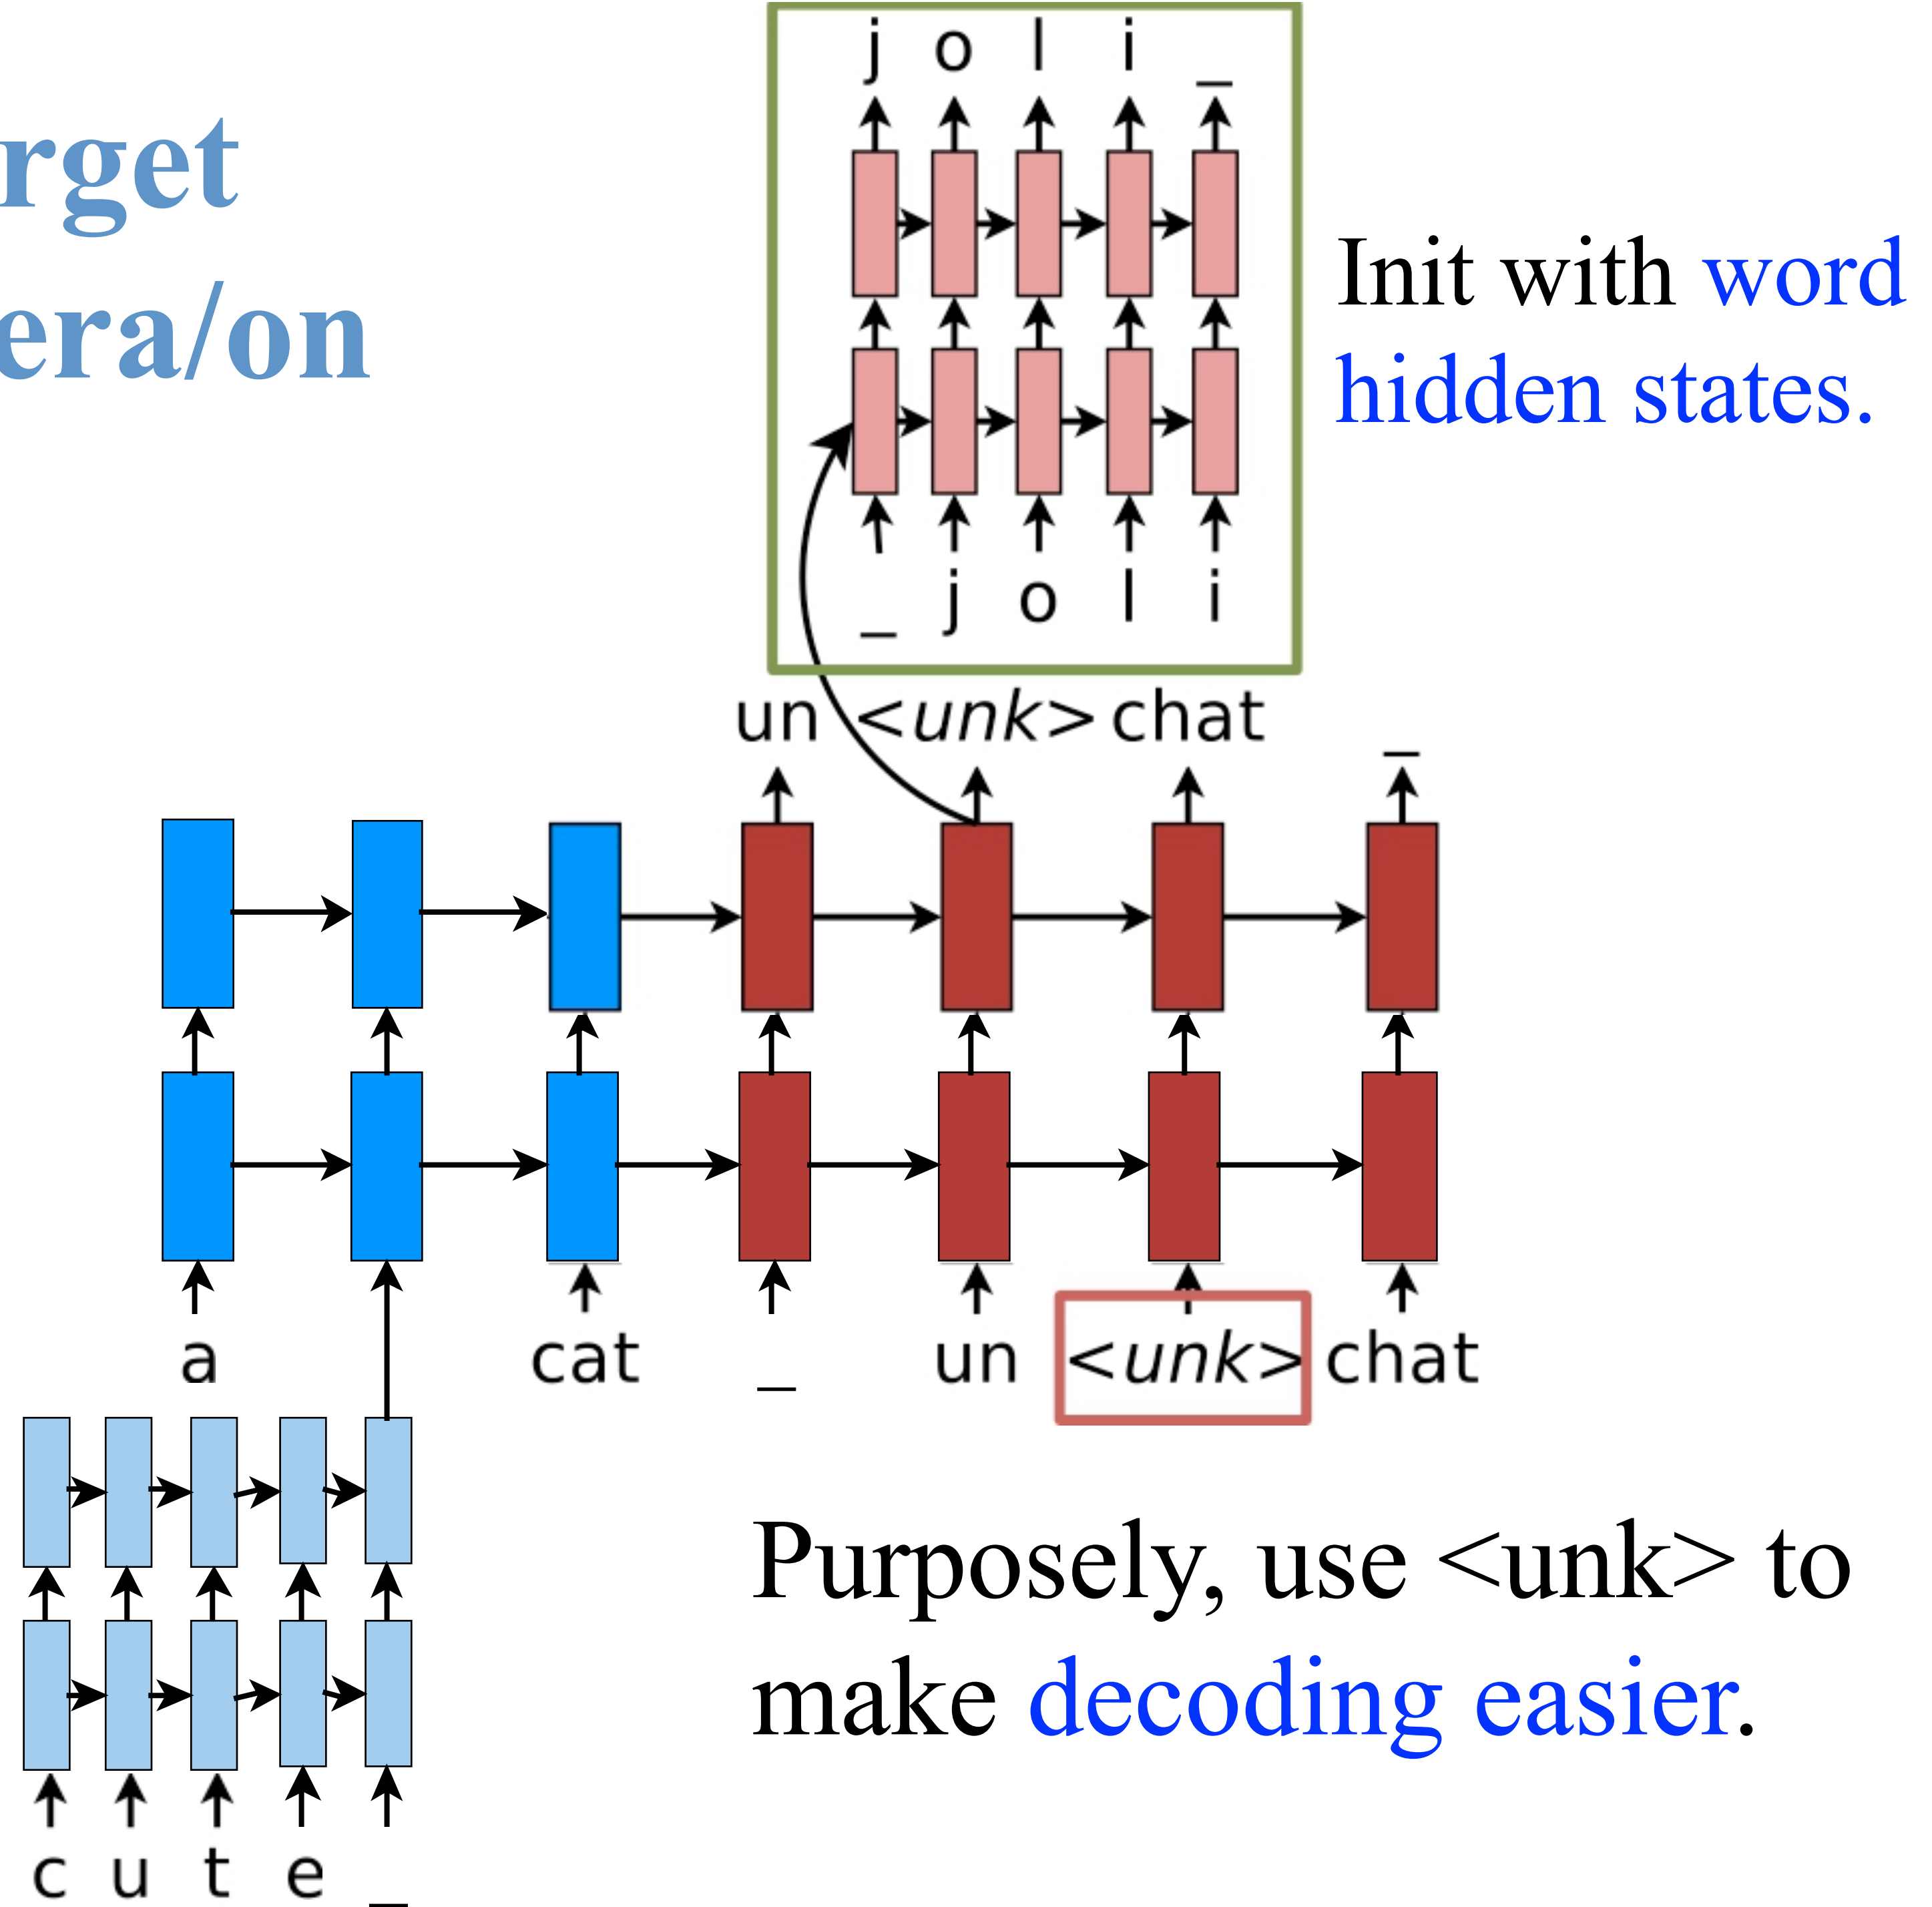 j o l i _
rget
era/on
Init with word
hidden states.
_ j o l i
un <unk> chat _
a cat _ un <unk> chat
Purposely, use <unk> to
make decoding easier.
c u t e _